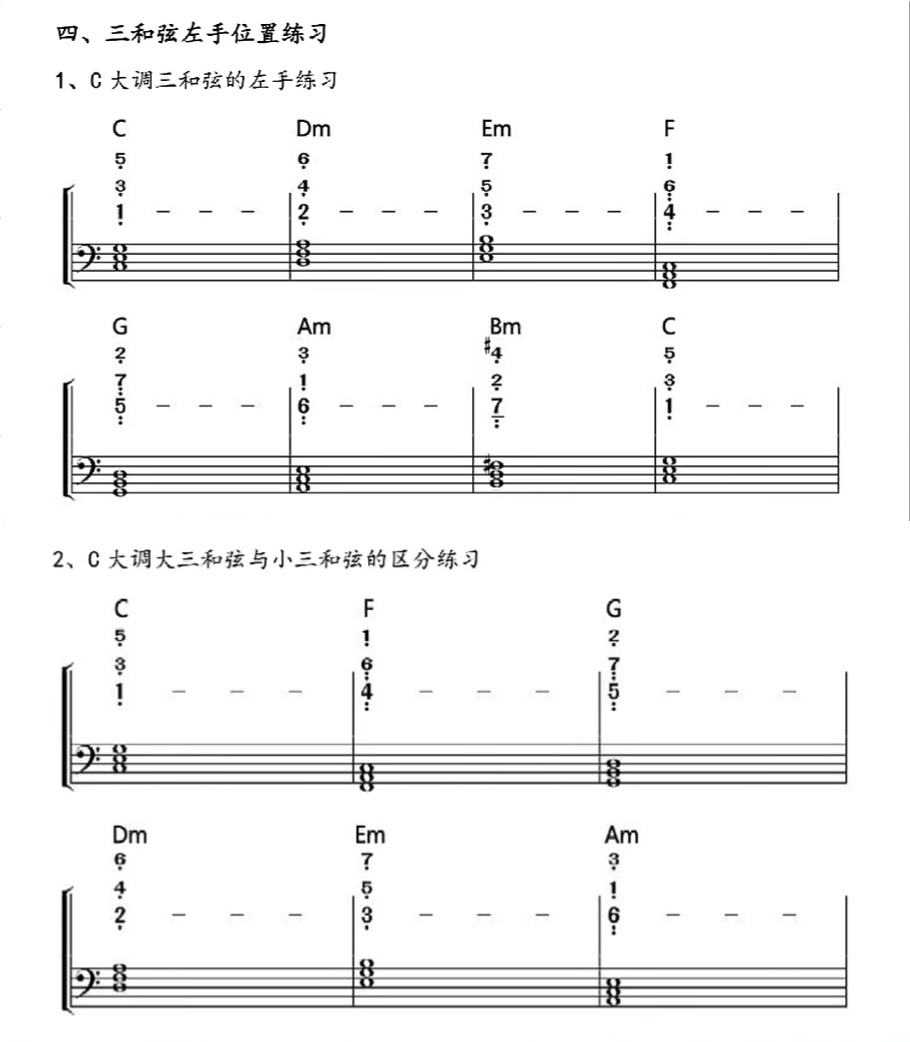 四、三和弦左手位置练习
1、C 大调三和弦的左手练习
C Dm Em F
5 6 7 1
3 4 5 6
1 - - - 2 - - - 3 - - - 4 - - -
G Am Bm C
2 3 #4 5
7 1 2 3
5 - - - 6 - - - 7 1 - - -
2、C 大调大三和弦与小三和弦的区分练习
C F G
5 1 2
3 6 7
1 - - - 4 - - - 5 - - -
Dm Em Am
6 7 3
4 5 1
2 - - - 3 - - - 6 - - -